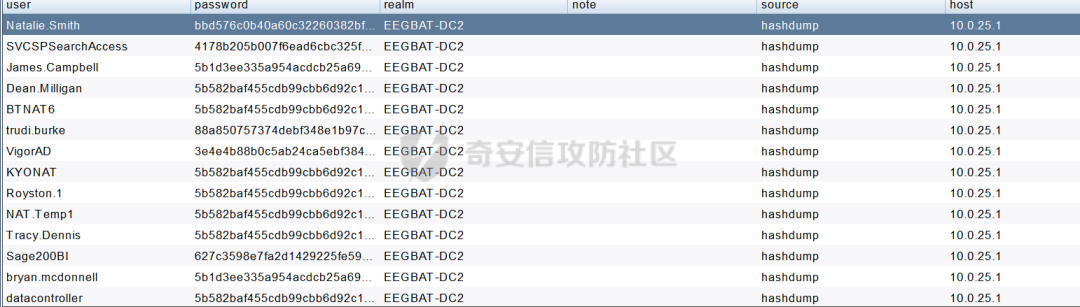 user password realm note source host
Natalie.Smith bbd576c0b40a60c32260382bf... EEGBAT-DC2 hashdump 10.0.25.1
SVCSPSearchAccess 4178b205b007f6ead6cbc325f... EEGBAT-DC2 hashdump 10.0.25.1
James.Campbell 5b1d3ee335a954acdcb25a69... EEGBAT-DC2 hashdump 10.0.25.1
Dean.Milligan 5b582baf455cdb99cbb6d92c1... EEGBAT-DC2 hashdump 10.0.25.1
BTNAT6 5b582baf455cdb99cbb6d92c1... EEGBAT-DC2 hashdump 10.0.25.1
trudi.burke 88a850757374debf348e1b97c... EEGBAT-DC2 hashdump 10.0.25.1
VigorAD 3e4e4b88b0c5ab24ca5ebf384... EEGBAT-DC2 hashdump 10.0.25.1
奇安信攻防社区
KYONAT 5b582baf455cdb99cbb6d92c1... EEGBAT-DC2 hashdump 10.0.25.1
Royston.1 5b582baf455cdb99cbb6d92c1... EEGBAT-DC2 hashdump 10.0.25.1
NAT.Temp1 5b582baf455cdb99cbb6d92c1... EEGBAT-DC2 hashdump 10.0.25.1
Tracy.Dennis 5b582baf455cdb99cbb6d92c1... EEGBAT-DC2 hashdump 10.0.25.1
Sage200BI 627c3598e7fa2d1429225fe59... EEGBAT-DC2 hashdump 10.0.25.1
bryan.mcdonnell 5b1d3ee335a954acdcb25a69... EEGBAT-DC2 hashdump 10.0.25.1
datacontroller 5b582baf455cdb99cbb6d92c1... EEGBAT-DC2 hashdump 10.0.25.1